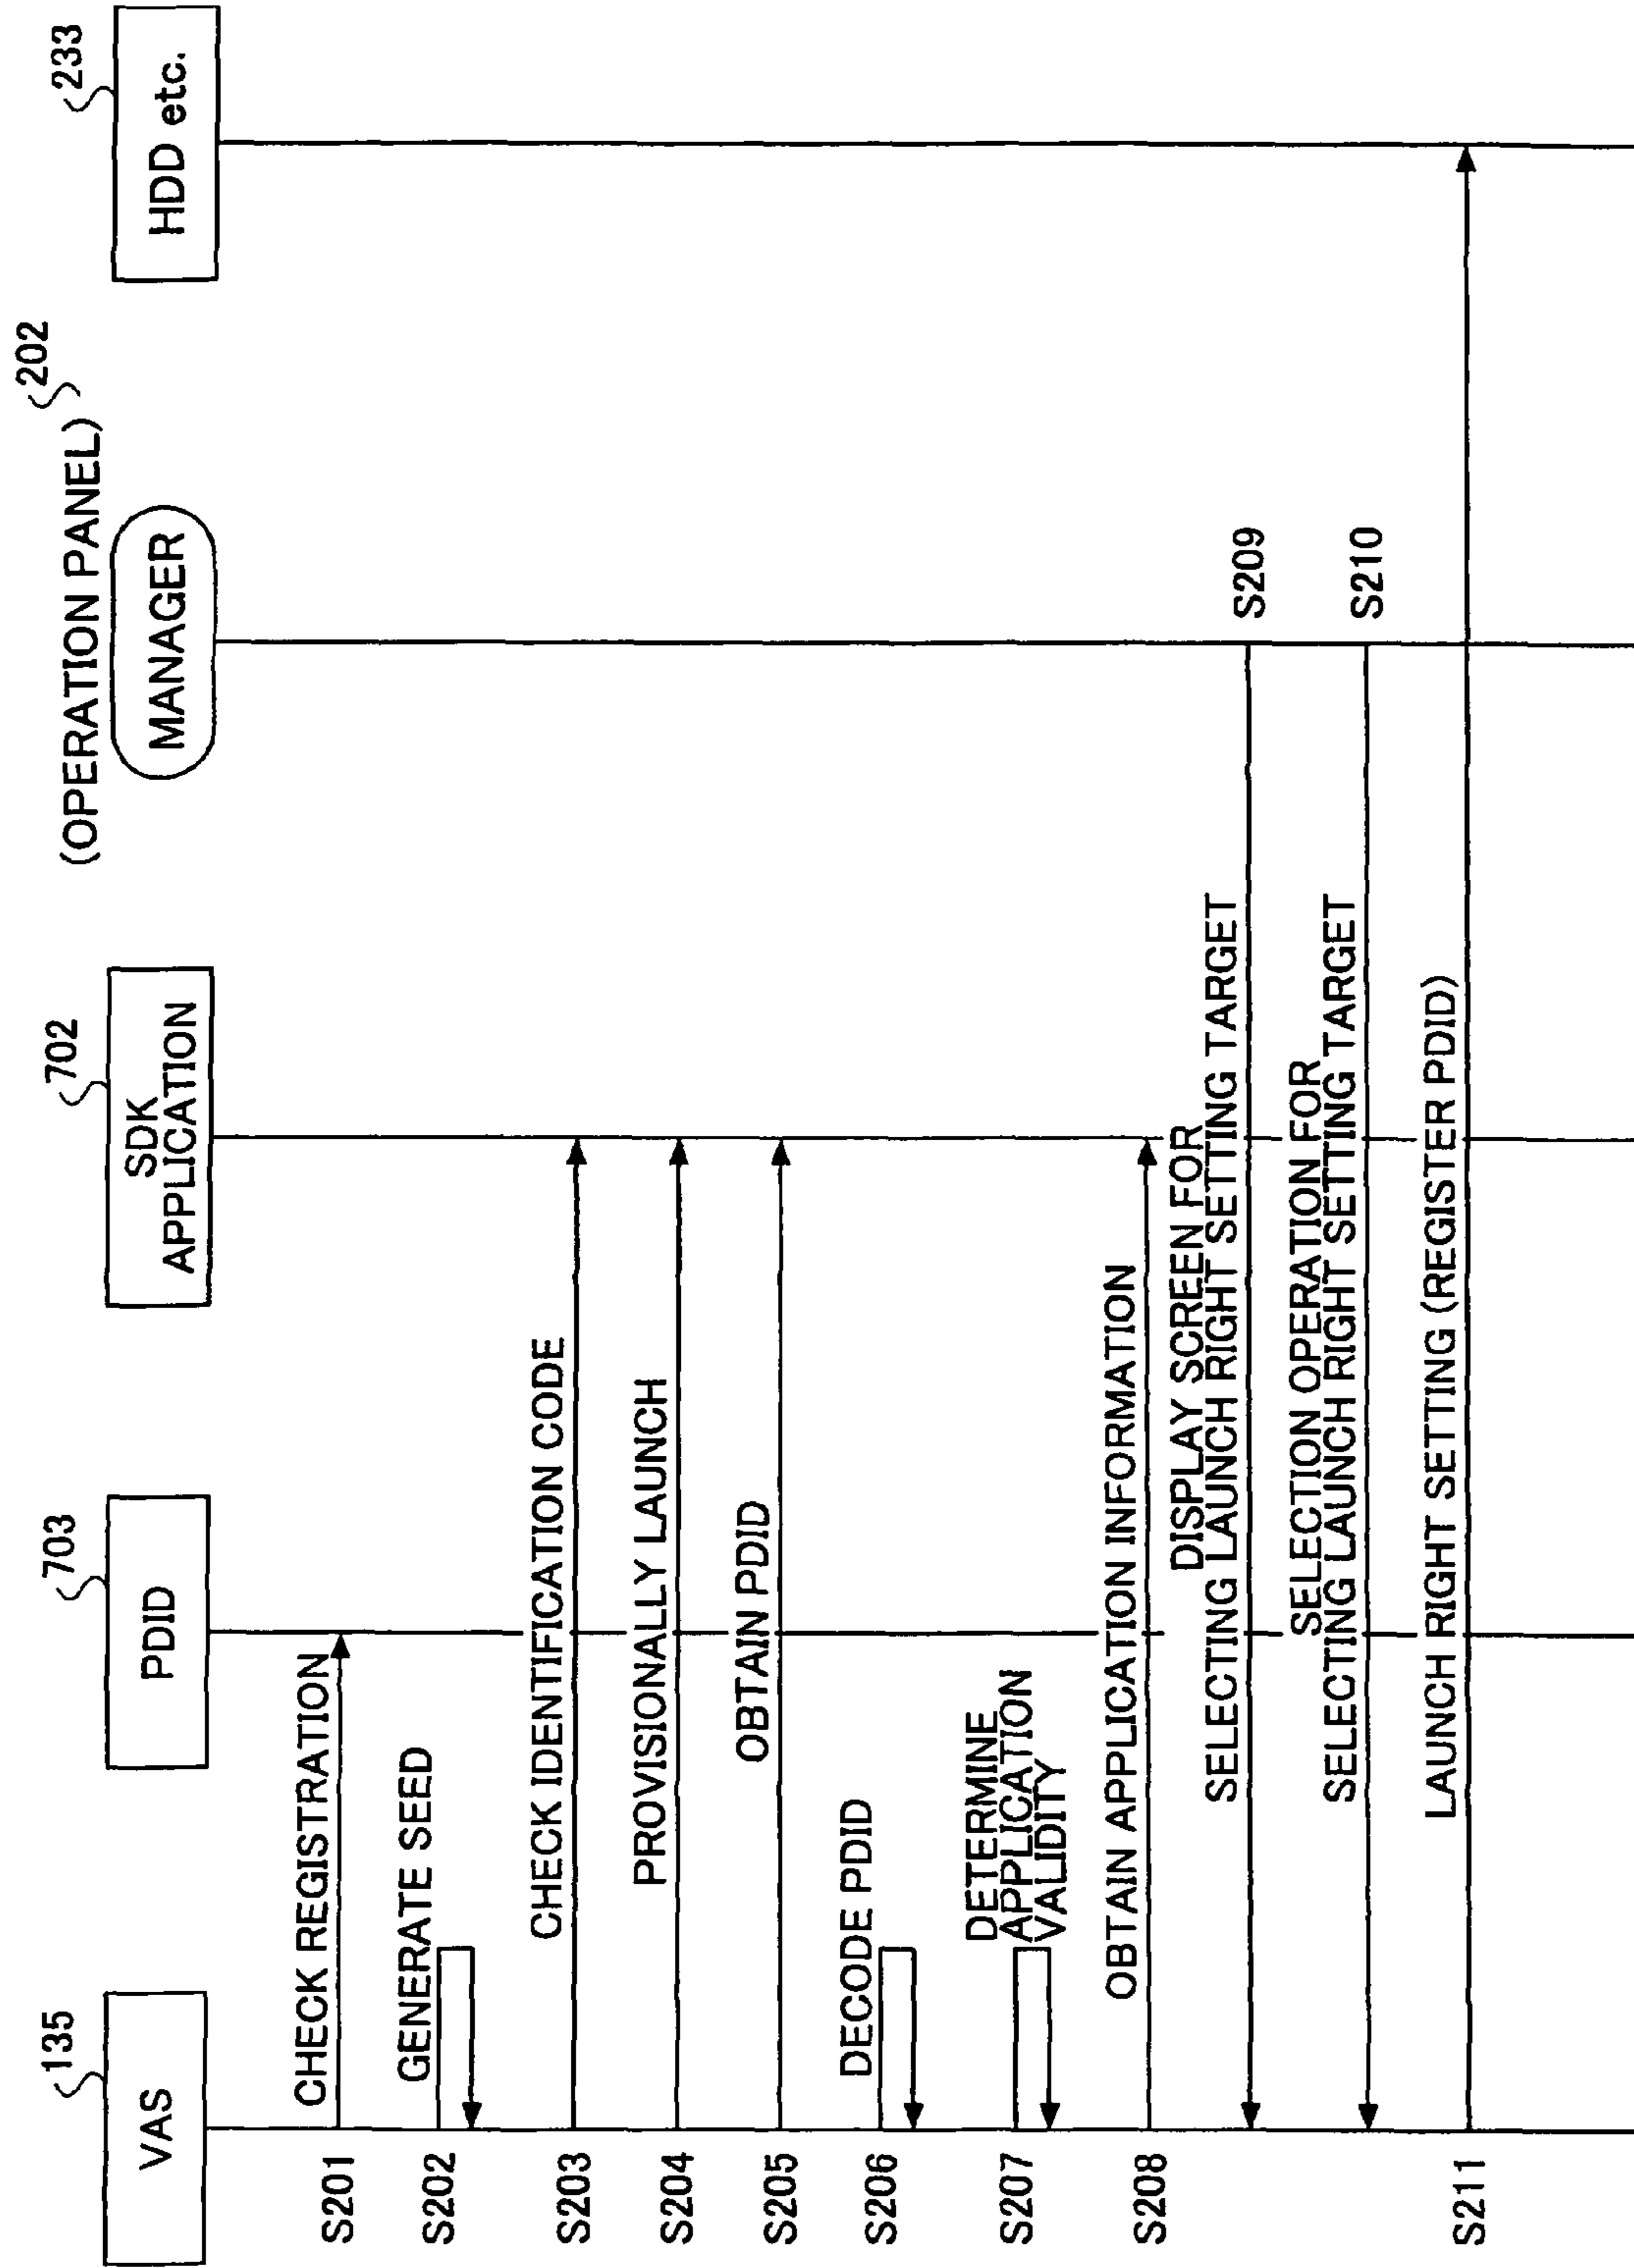 VAS
135
PDID
703
SDK
APPLICATION
702
(OPERATION PANEL)
202
MANAGER
HDD etc.
233
S201
CHECK REGISTRATION
S202
GENERATE SEED
S203
CHECK IDENTIFICATION CODE
S204
PROVISIONALLY LAUNCH
S205
OBTAIN PDID
S206
DECODE PDID
S207
DETERMINE
APPLICATION
VALIDITY
S208
OBTAIN APPLICATION INFORMATION
DISPLAY SCREEN FOR
SELECTING LAUNCH RIGHT SETTING TARGET
S209
SELECTION OPERATION FOR
SELECTING LAUNCH RIGHT SETTING TARGET
S210
S211
LAUNCH RIGHT SETTING (REGISTER PDID)